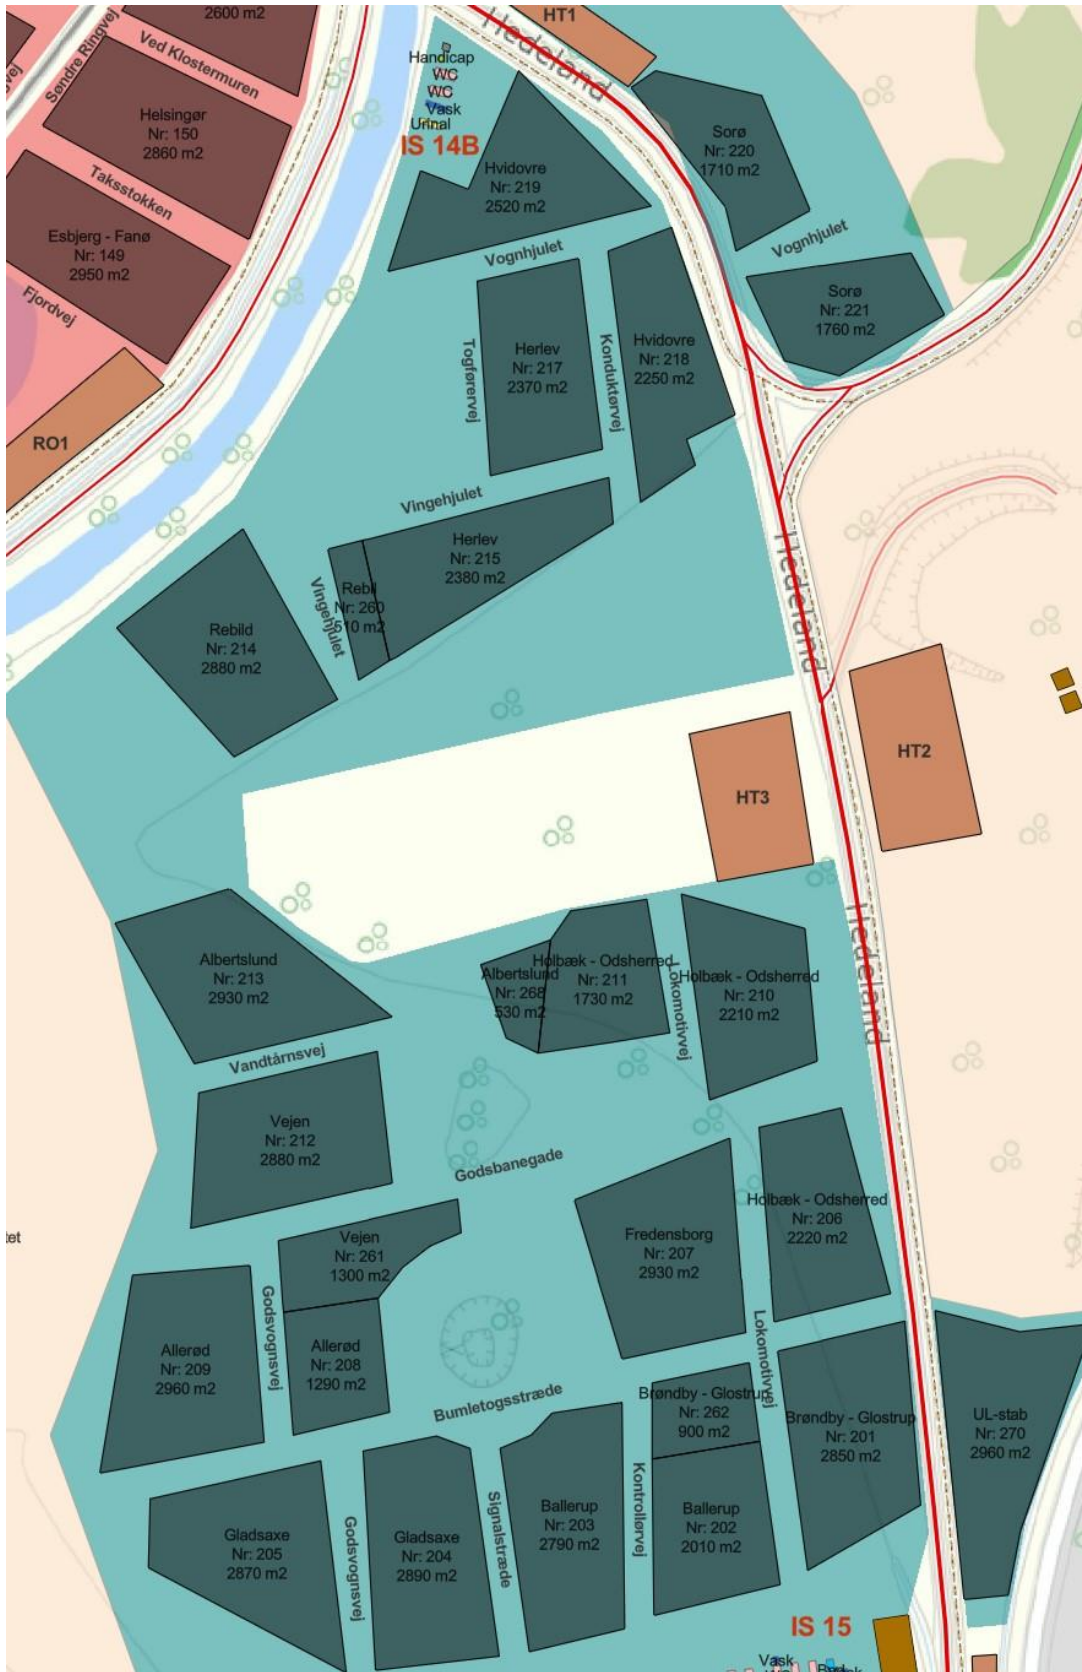 2600 m2
HT1
Hedeland
Søndre Ringvej
Ved Klostermuren
Handicap
WC
WC
Vask
Urinal
IS 14B
Helsingør
Nr: 150
2860 m2
Taksstokken
Sorø
Nr: 220
1710 m2
Hvidovre
Nr: 219
2520 m2
Esbjerg - Fanø
Nr: 149
2950 m2
Vognhjulet
Vognhjulet
Fjordvej
Sorø
Nr: 221
1760 m2
Togførervej
Herlev
Nr: 217
2370 m2
Konduktørvej
Hvidovre
Nr: 218
2250 m2
RO1
Vingehjulet
Herlev
Nr: 215
2380 m2
Hedeland
Vingehjulet
Rebil
Nr: 260
510 m2
Rebild
Nr: 214
2880 m2
HT2
HT3
Albertslund
Nr: 213
2930 m2
Albertslund
Nr: 268
530 m2
Holbæk - Odsherred
Nr: 211
1730 m2
Lokomotivvej
Holbæk - Odsherred
Nr: 210
2210 m2
Hedeland
Vandtårnsvej
Vejen
Nr: 212
2880 m2
Godsbanegade
Holbæk - Odsherred
Nr: 206
2220 m2
Fredensborg
Nr: 207
2930 m2
Vejen
Nr: 261
1300 m2
Godsvognsvej
Allerød
Nr: 209
2960 m2
Allerød
Nr: 208
1290 m2
Lokomotivvej
Bumletogsstræde
Brøndby - Glostrup
Nr: 262
900 m2
Brøndby - Glostrup
Nr: 201
2850 m2
UL-stab
Nr: 270
2960 m2
Gladsaxe
Nr: 205
2870 m2
Godsvognsvej
Gladsaxe
Nr: 204
2890 m2
Signalstræde
Ballerup
Nr: 203
2790 m2
Kontrollørvej
Ballerup
Nr: 202
2010 m2
IS 15
Vask